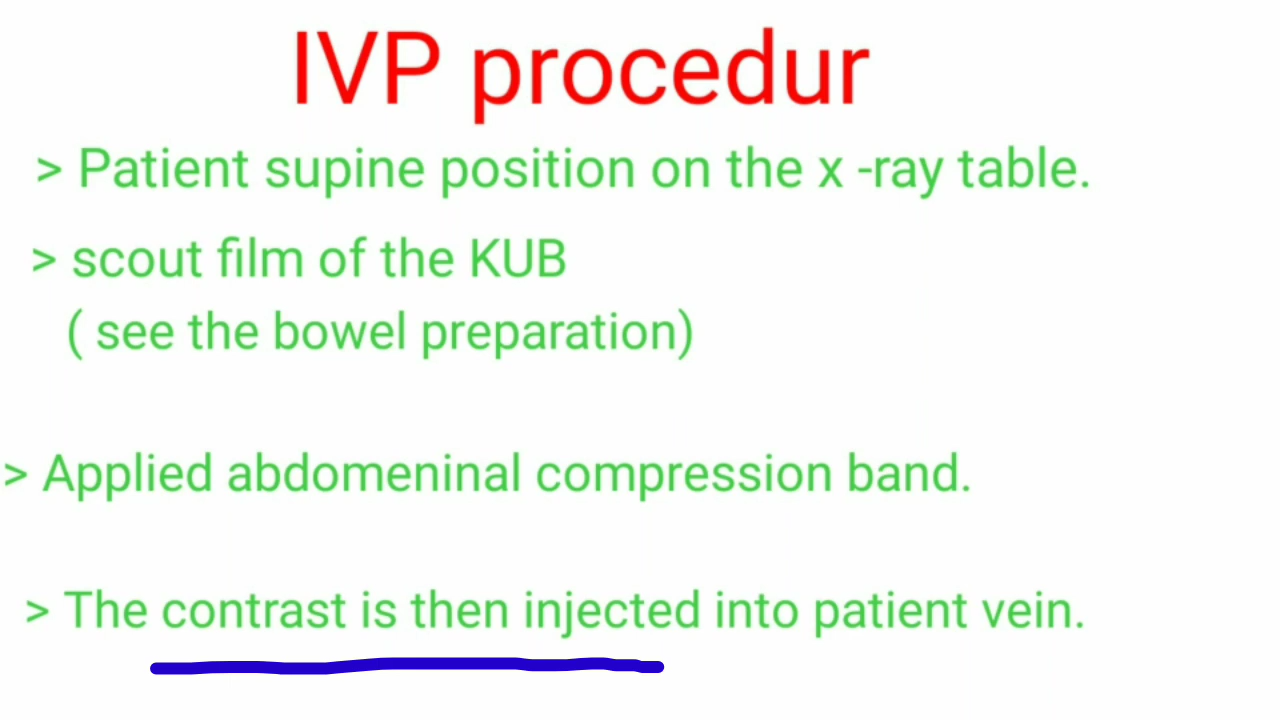 IVP procedur
> Patient supine position on the x -ray table.
> scout film of the KUB
( see the bowel preparation)
> Applied abdomeninal compression band.
> The contrast is then injected into patient vein.